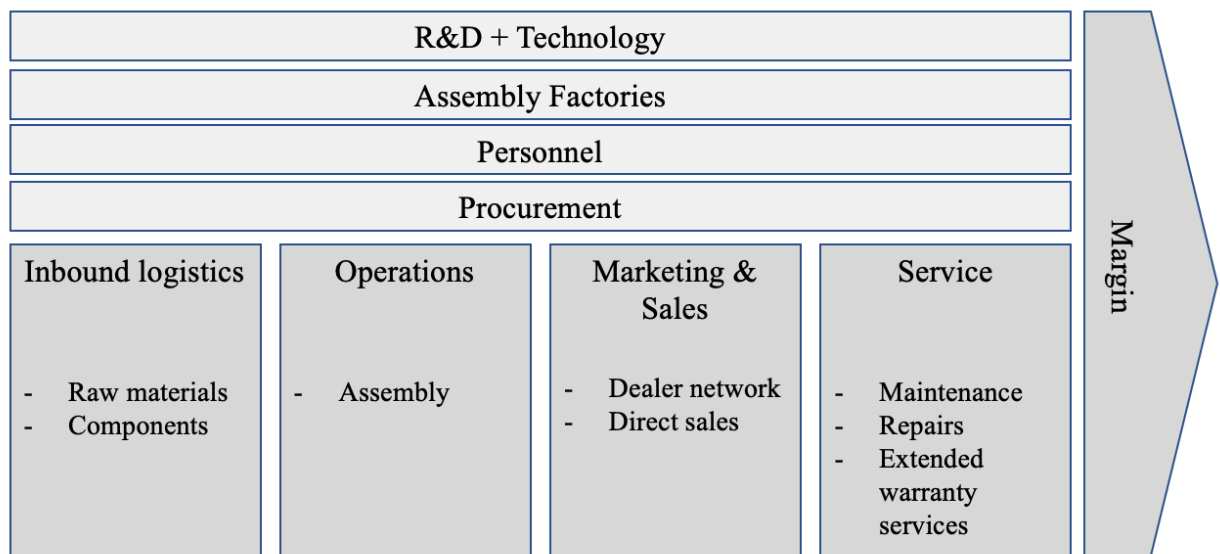 R&D + Technology
Assembly Factories
Personnel
Procurement
Inbound logistics
- Raw materials
- Components
Operations
- Assembly
Marketing &
Sales
- Dealer network
- Direct sales
Service
- Maintenance
- Repairs
- Extended
warranty
services
Margin